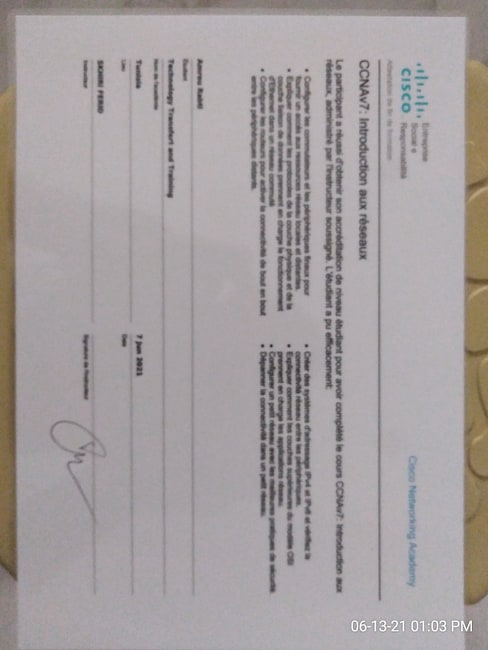 CISCO
Entreprise
Social e
Responsabilité
Cisco Networking Academy
Attestation de fin de formation
CCNAv7: Introduction aux réseaux
Le participant a réussi d'obtenir son accréditation de niveau étudiant pour avoir complété le cours CCNAv7: Introduction aux
réseaux, administré par l'instructeur soussigné. L'étudiant a pu efficacement:
• Configurer les commutateurs et les périphériques finaux pour
fournir un accès aux ressources réseau locales et distantes.
• Expliquer comment les protocoles de la couche physique et de la
couche liaison de données prennent en charge le fonctionnement
d'Ethernet dans un réseau commuté
• Configurer les routeurs pour activer la connectivité de bout en bout
entre les périphériques distants.
• Créer des systèmes d'adressage IPv4 et IPv6 et vérifiez la
connectivité réseau entre les périphériques.
• Expliquer comment les couches supérieures du modèle OSI
prennent en charge les applications réseau.
• Configurer un petit réseau avec les meilleures pratiques de sécurité.
• Dépanner la connectivité dans un petit réseau.
Amrou Rabti
Étudiant
Technology Transfert and Training
Nom de l'académie
Tunisia
Lieu
7 Jun 2021
Date
SKHIRI FERID
Instructeur
Signature de l'instructeur
06-13-21 01:03 PM